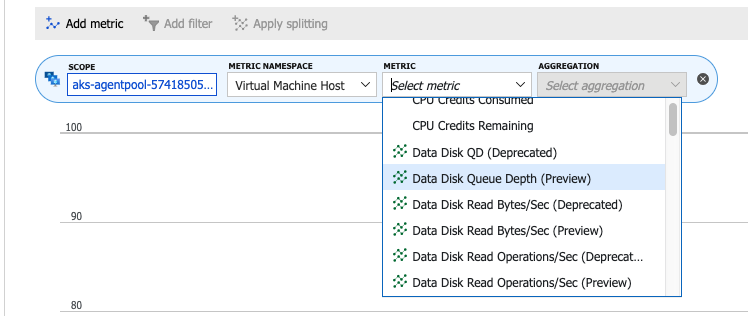 Add metric Add filter Apply splitting
SCOPE METRIC NAMESPACE METRIC AGGREGATION
aks-agentpool-57418505... Virtual Machine Host Select metric Select aggregation
CPU Credits Consumed
100
CPU Credits Remaining
Data Disk QD (Deprecated)
Data Disk Queue Depth (Preview)
Data Disk Read Bytes/Sec (Deprecated)
90
Data Disk Read Bytes/Sec (Preview)
Data Disk Read Operations/Sec (Deprecat...
Data Disk Read Operations/Sec (Preview)
80